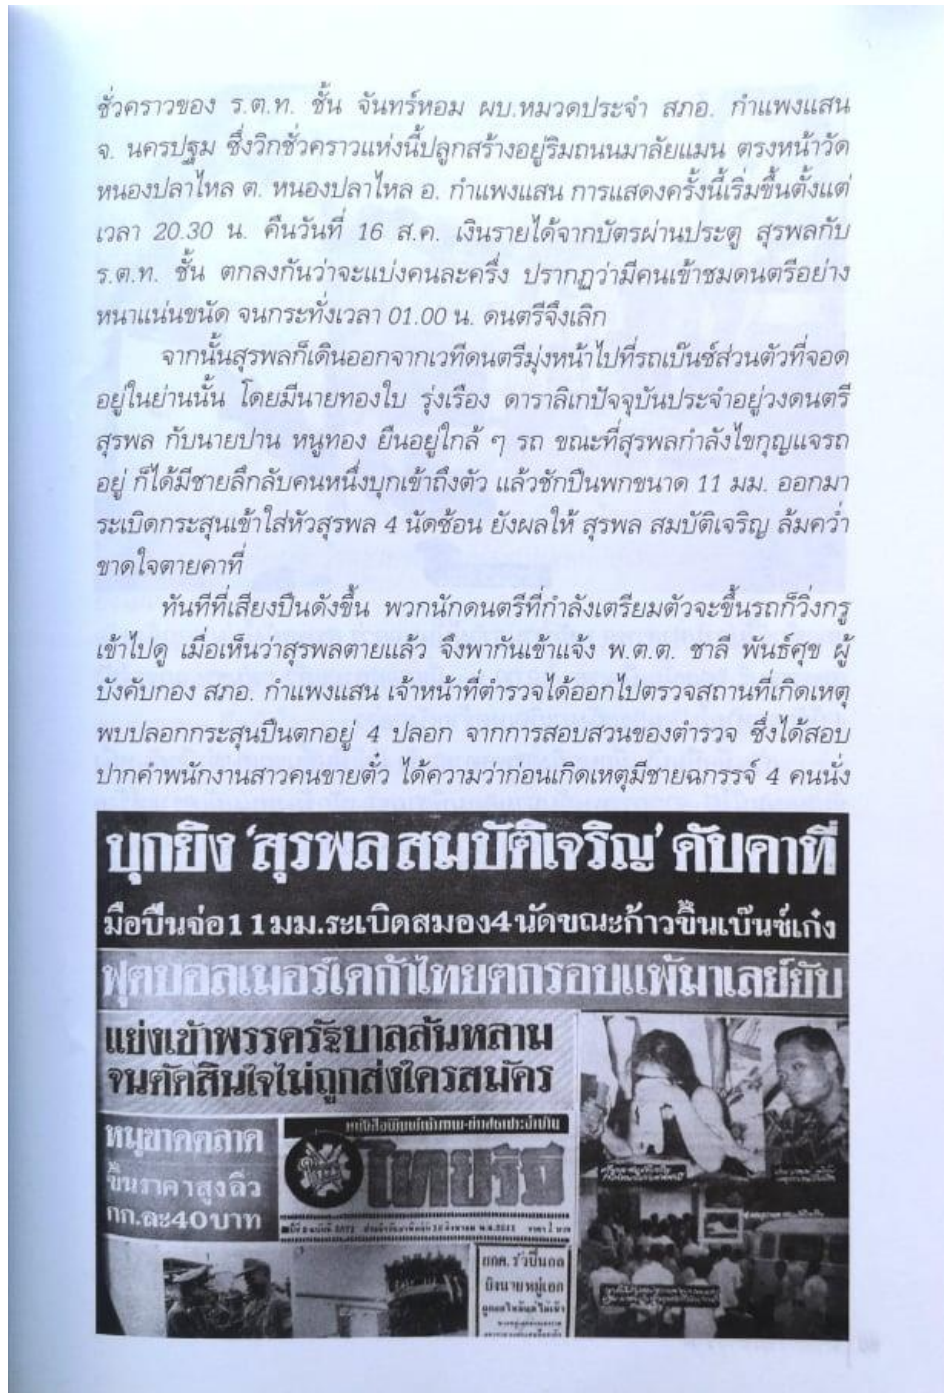 ชั่วคราวของ ร.ต.ท. ชั้น จันทร์หอม ผบ.หมวดประจำ สภอ. กำแพงแสน
จ. นครปฐม ซึ่งวิกชั่วคราวแห่งนี้ปลูกสร้างอยู่ริมถนนมาลัยแมน ตรงหน้าวัด
หนองปลาไหล ต. หนองปลาไหล อ. กำแพงแสน การแสดงครั้งนี้เริ่มขึ้นตั้งแต่
เวลา 20.30 น. คืนวันที่ 16 ส.ค. เงินรายได้จากบัตรผ่านประตู สุรพลกับ
ร.ต.ท. ชั้น ตกลงกันว่าจะแบ่งคนละครึ่ง ปรากฏว่ามีคนเข้าชมดนตรีอย่าง
หนาแน่นขนัด จนกระทั่งเวลา 01.00 น. ดนตรีจึงเลิก
จากนั้นสุรพลก็เดินออกจากเวทีดนตรีมุ่งหน้าไปที่รถเบ๊นซ์ส่วนตัวที่จอด
อยู่ในย่านนั้น โดยมีนายทองใบ รุ่งเรือง ดาราลิเกปัจจุบันประจำอยู่วงดนตรี
สุรพล กับนายปาน หนูทอง ยืนอยู่ใกล้ ๆ รถ ขณะที่สุรพลกำลังไขกุญแจรถ
อยู่ ก็ได้มีชายลึกลับคนหนึ่งบุกเข้าถึงตัว แล้วชักปืนพกขนาด 11 มม. ออกมา
ระเบิดกระสุนเข้าใส่หัวสุรพล 4 นัดซ้อน ยังผลให้ สุรพล สมบัติเจริญ ล้มคว่ำ
ขาดใจตายคาที่
ทันทีที่เสียงปืนดังขึ้น พวกนักดนตรีที่กำลังเตรียมตัวจะขึ้นรถก็วิ่งกรู
เข้าไปดู เมื่อเห็นว่าสุรพลตายแล้ว จึงพากันเข้าแจ้ง พ.ต.ต. ชาลี พันธ์ศุข ผู้
บังคับกอง สภอ. กำแพงแสน เจ้าหน้าที่ตำรวจได้ออกไปตรวจสถานที่เกิดเหตุ
พบปลอกกระสุนปืนตกอยู่ 4 ปลอก จากการสอบสวนของตำรวจ ซึ่งได้สอบ
ปากคำพนักงานสาวคนขายตั๋ว ได้ความว่าก่อนเกิดเหตุมีชายฉกรรจ์ 4 คนนั่ง
บุกยิง 'สุรพล สมบัติเจริญ' ดับคาที่
มือปืนจ่อ 11 มม. ระเบิดสมอง 4 นัดขณะก้าวขึ้นเบ๊นซ์เก๋ง
ฟุตบอลเมอร์เดก้าไทยตกรอบแพ้มาเลย์ยับ
แย่งเข้าพรรครัฐบาลล้นหลาม
จนตัดสินใจไม่ถูกส่งใครสมัคร
หมูขาดตลาด
ขึ้นราคาสูงลิ่ว
กก.ละ 40 บาท
ไทยรัฐ